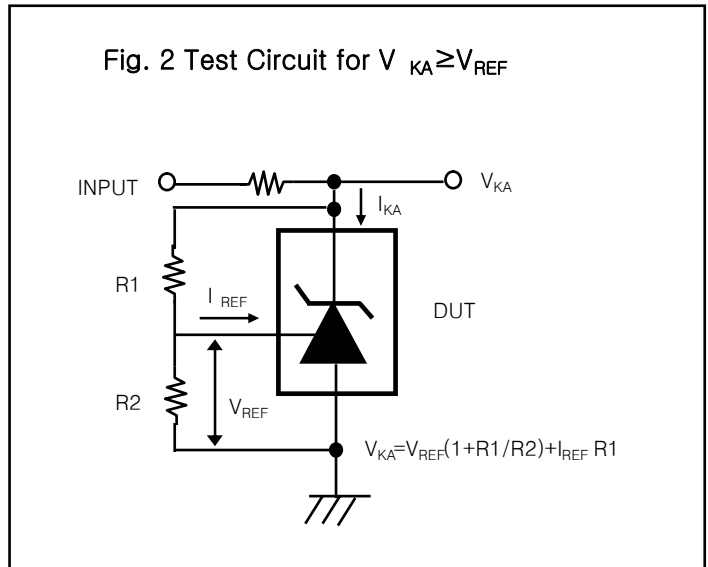 Fig. 2 Test Circuit for V KA≥VREF
INPUT
VKA
IKA
R1
I REF
DUT
R2
VREF
VKA=VREF(1+R1/R2)+IREF R1